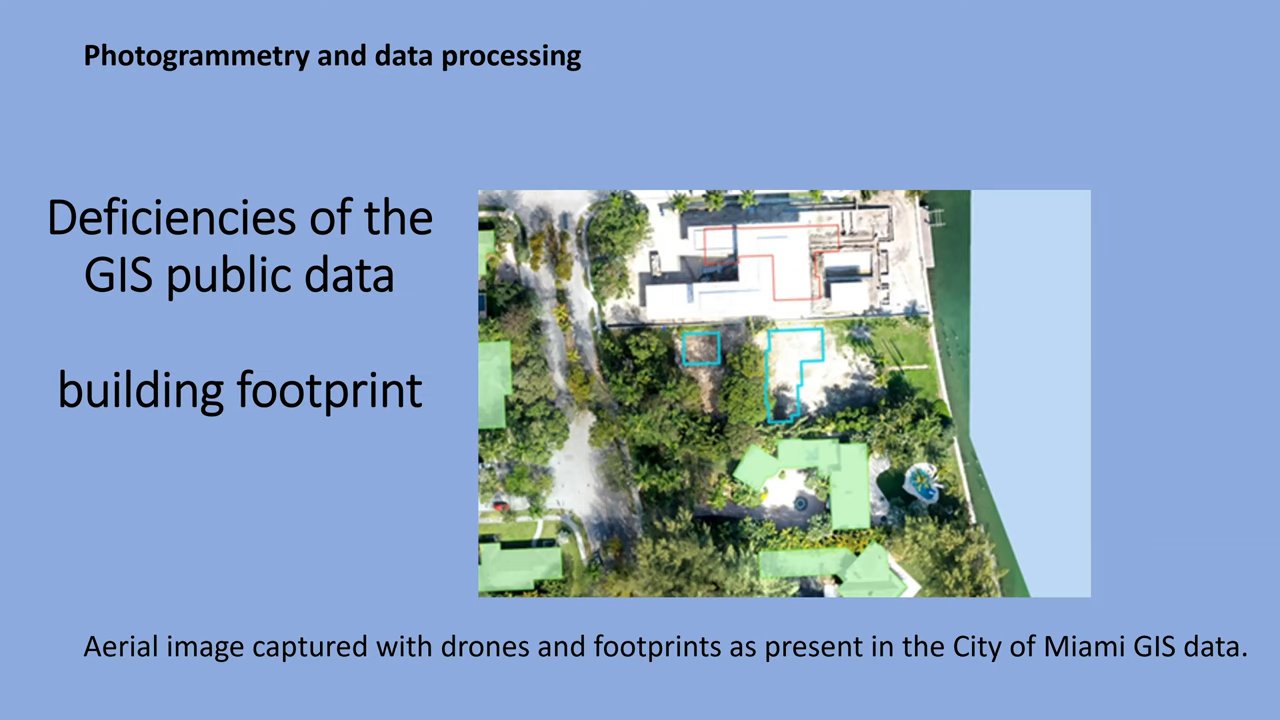 Photogrammetry and data processing
Deficiencies of the
GIS public data
building footprint
Aerial image captured with drones and footprints as present in the City of Miami GIS data.